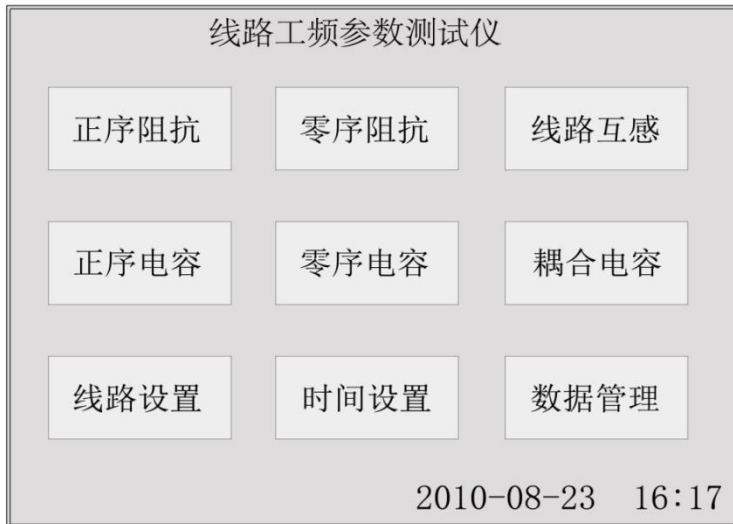 线路工频参数测试仪
正序阻抗 零序阻抗 线路互感
正序电容 零序电容 耦合电容
线路设置 时间设置 数据管理
2010-08-23 16:17